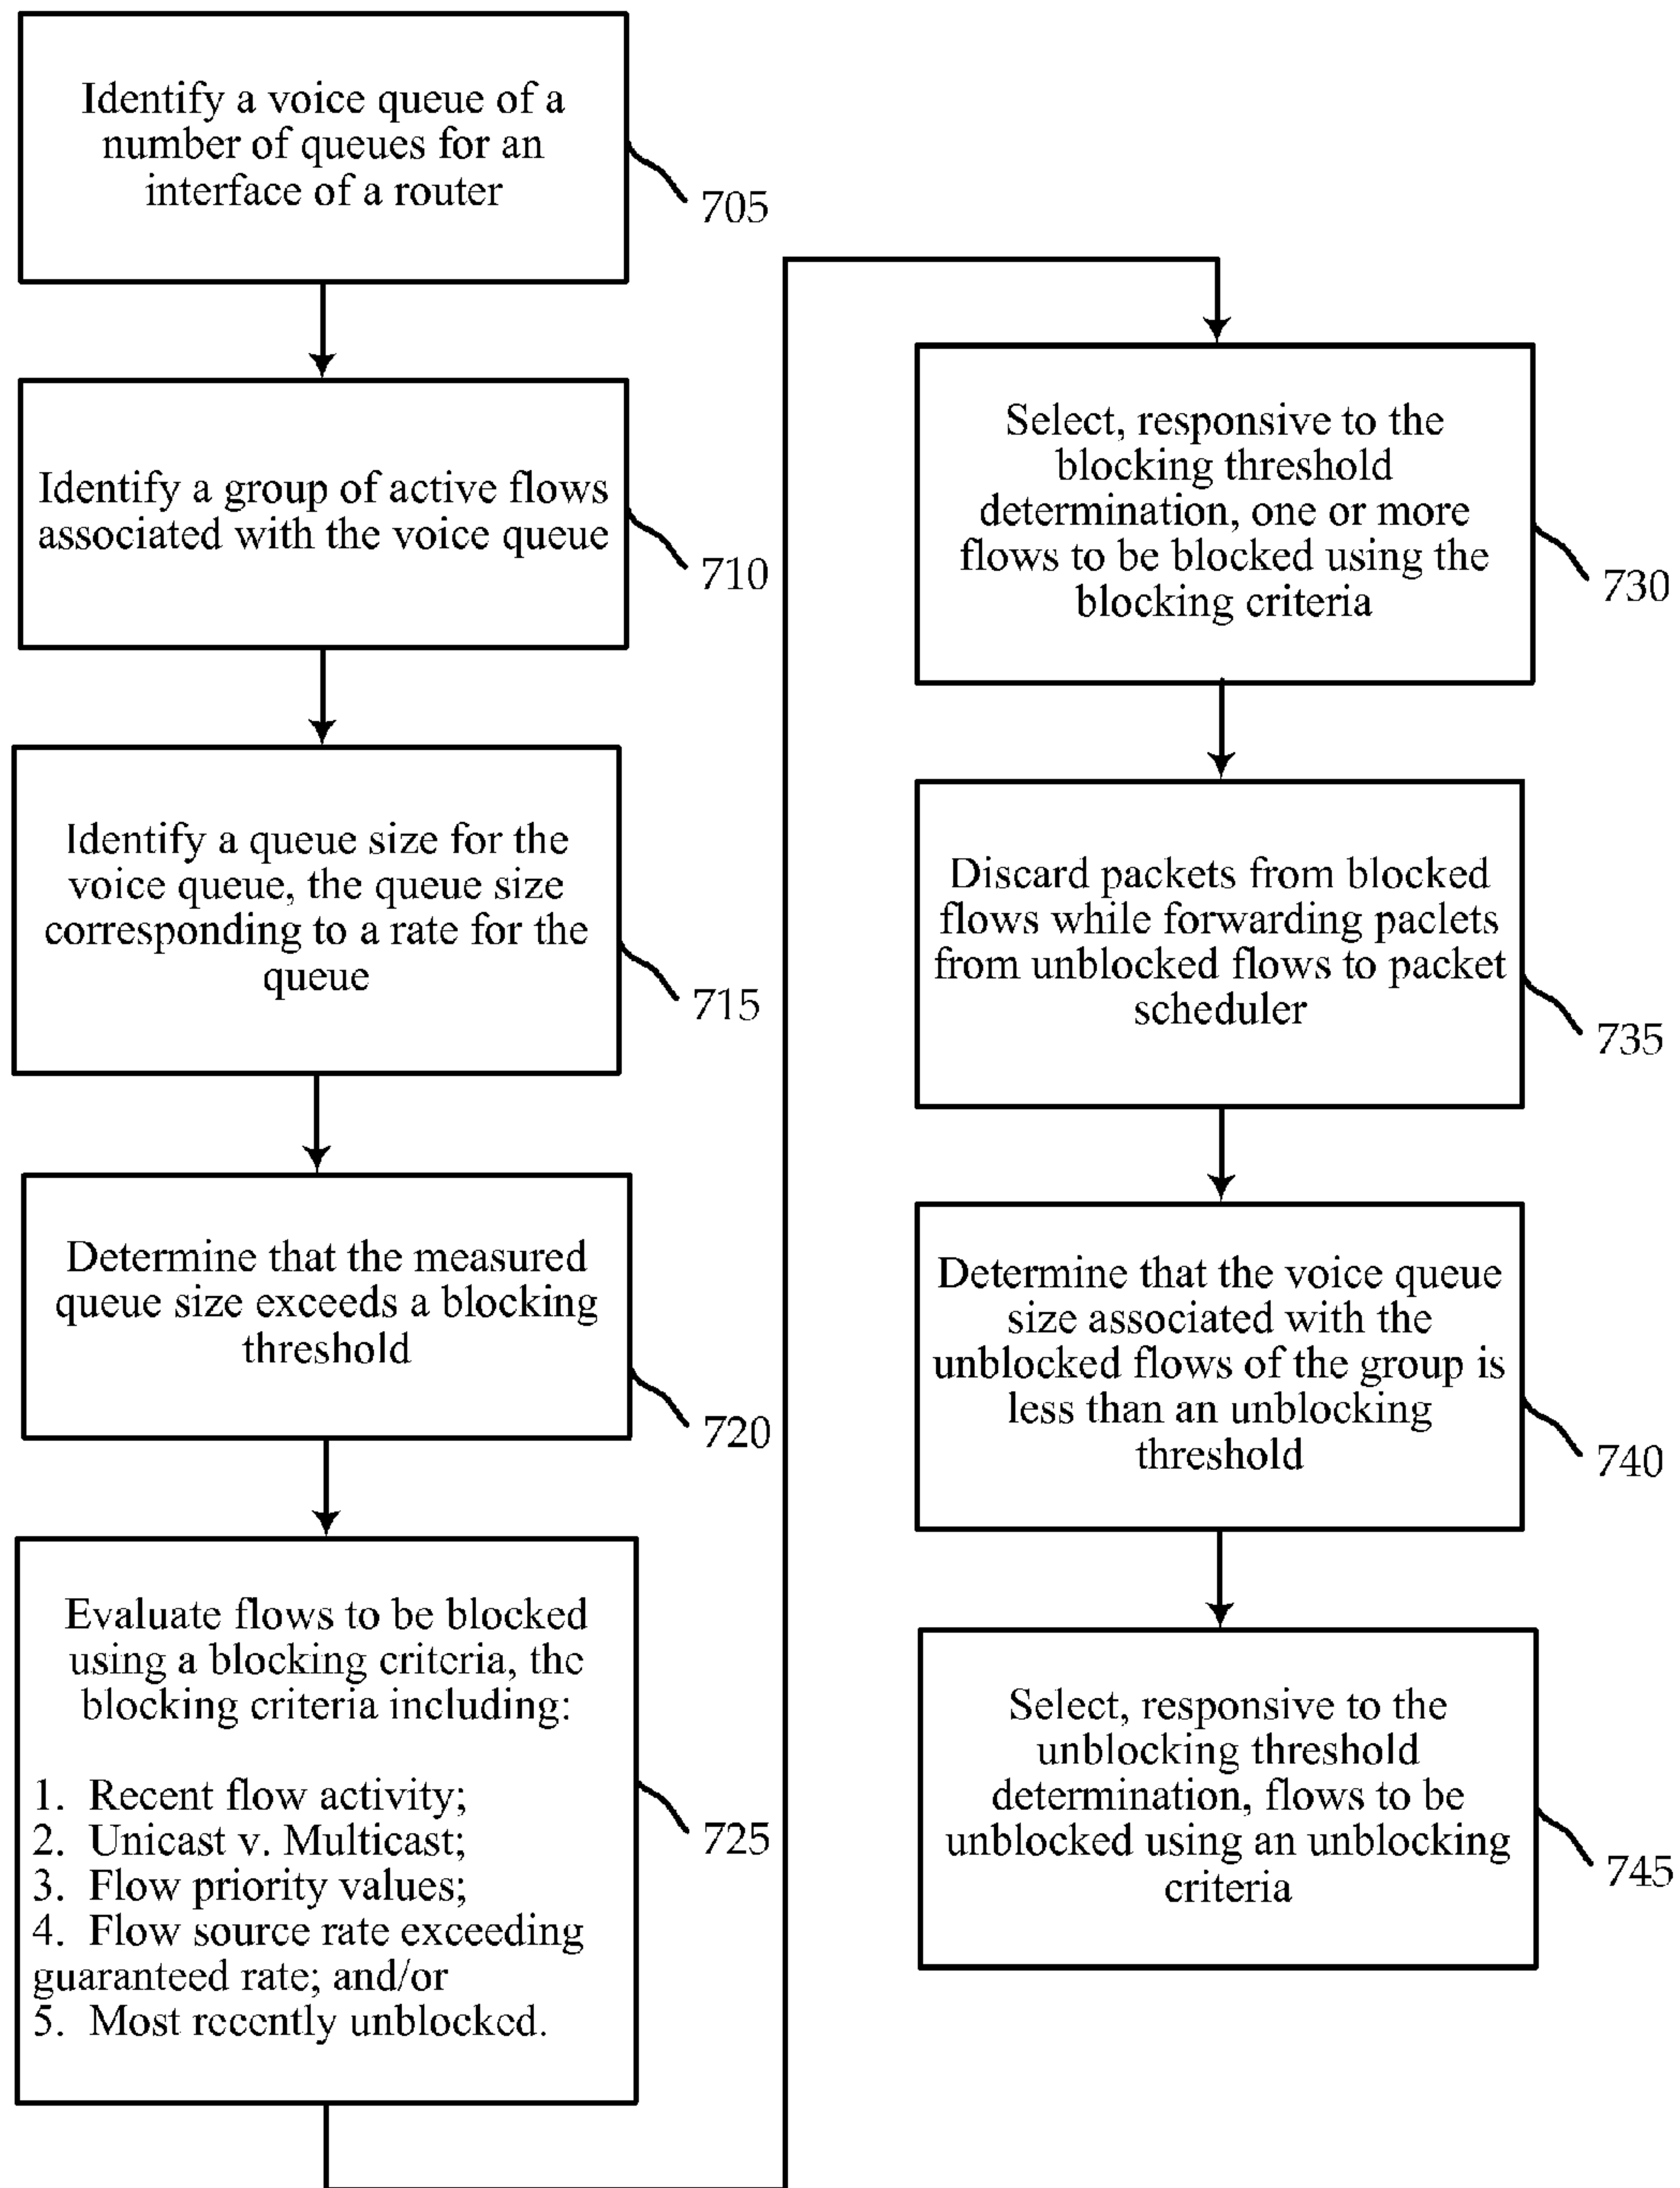 Identify a voice queue of a
number of queues for an
interface of a router
705
Identify a group of active flows
associated with the voice queue
710
Identify a queue size for the
voice queue, the queue size
corresponding to a rate for the
queue
715
Determine that the measured
queue size exceeds a blocking
threshold
720
Evaluate flows to be blocked
using a blocking criteria, the
blocking criteria including:
1. Recent flow activity;
2. Unicast v. Multicast;
3. Flow priority values;
4. Flow source rate exceeding
guaranteed rate; and/or
5. Most recently unblocked.
725
Select, responsive to the
blocking threshold
determination, one or more
flows to be blocked using the
blocking criteria
730
Discard packets from blocked
flows while forwarding paclets
from unblocked flows to packet
scheduler
735
Determine that the voice queue
size associated with the
unblocked flows of the group is
less than an unblocking
threshold
740
Select, responsive to the
unblocking threshold
determination, flows to be
unblocked using an unblocking
criteria
745